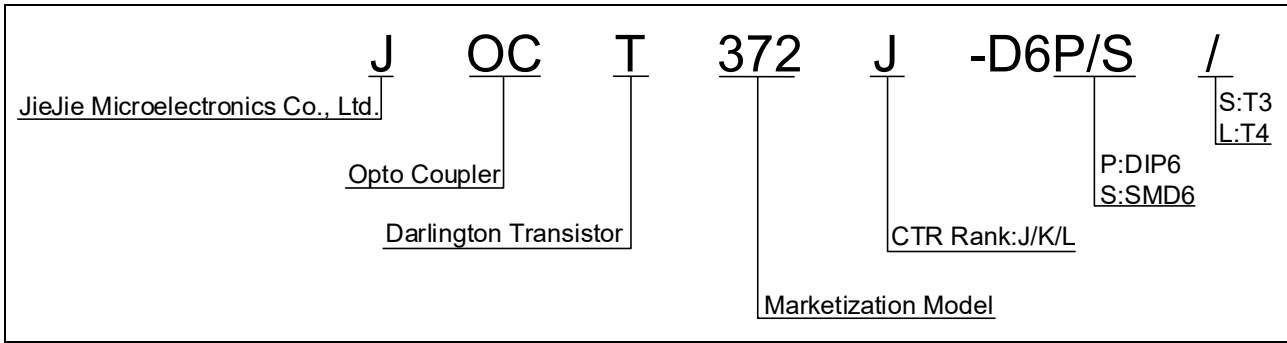 J OC T 372 J -D6P/S /
JieJie Microelectronics Co., Ltd.
S:T3
L:T4
Opto Coupler
P:DIP6
S:SMD6
Darlington Transistor
CTR Rank:J/K/L
Marketization Model